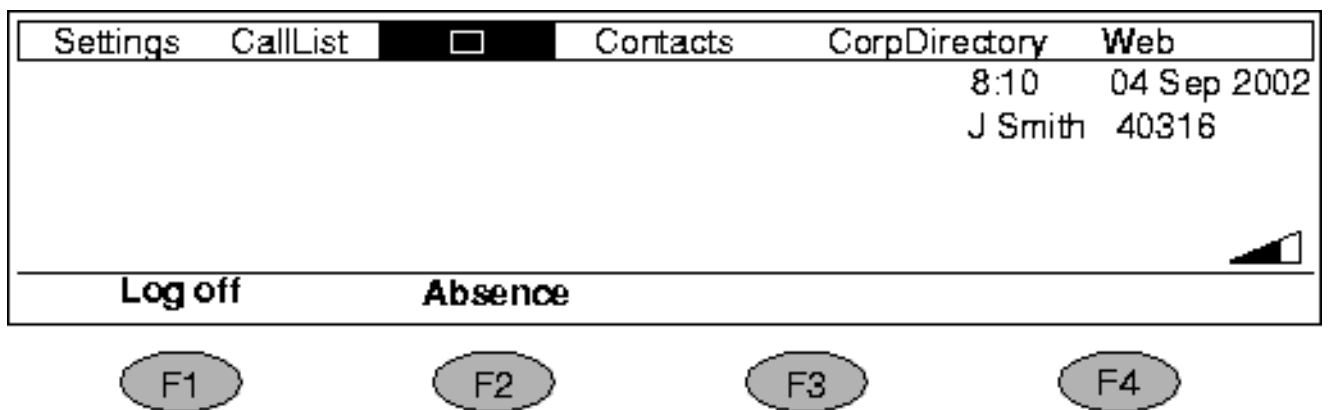 Settings CallList Contacts CorpDirectory Web
8:10 04 Sep 2002
J Smith 40316
Log off Absence
F1 F2 F3 F4